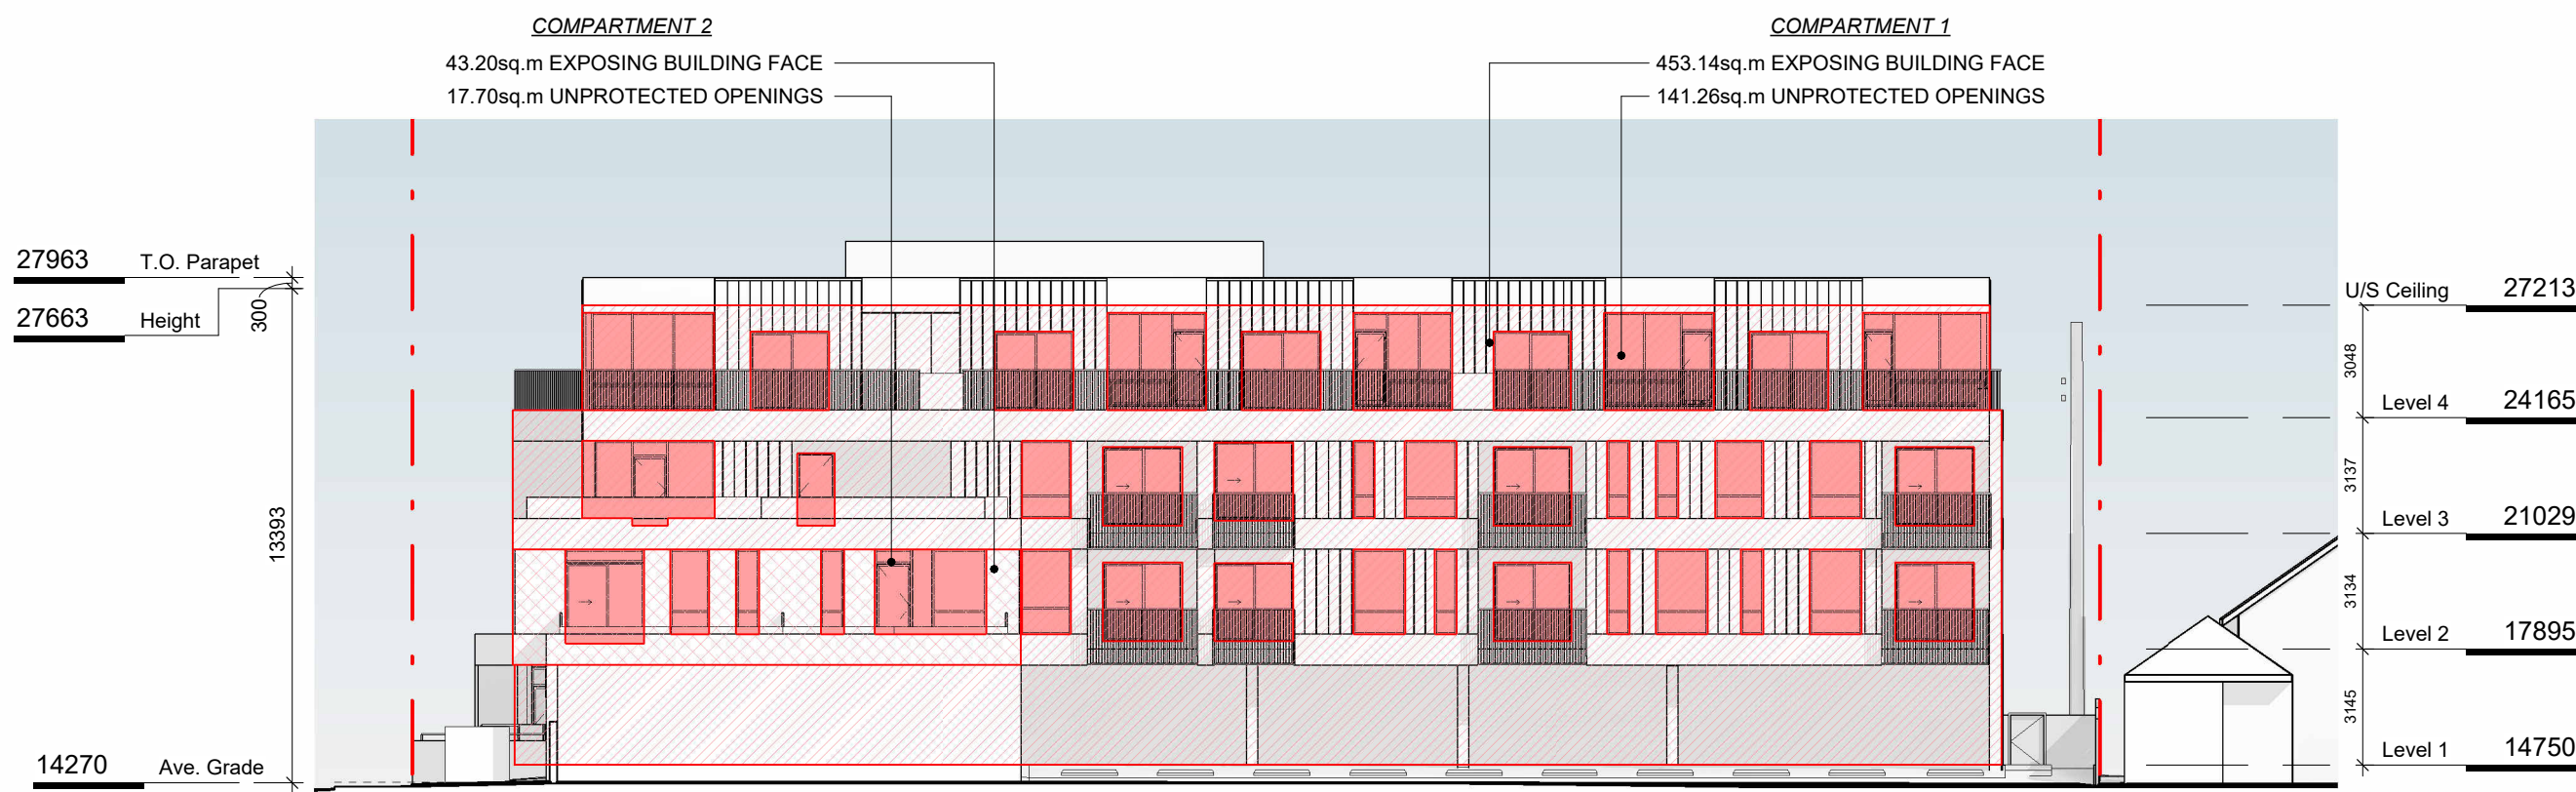 COMPARTMENT 2
43.20sq.m EXPOSING BUILDING FACE
17.70sq.m UNPROTECTED OPENINGS
COMPARTMENT 1
453.14sq.m EXPOSING BUILDING FACE
141.26sq.m UNPROTECTED OPENINGS
27963 T.O. Parapet
300
27663 Height
13393
14270 Ave. Grade
U/S Ceiling 27213
3048
Level 4 24165
3137
Level 3 21029
3134
Level 2 17895
3145
Level 1 14750